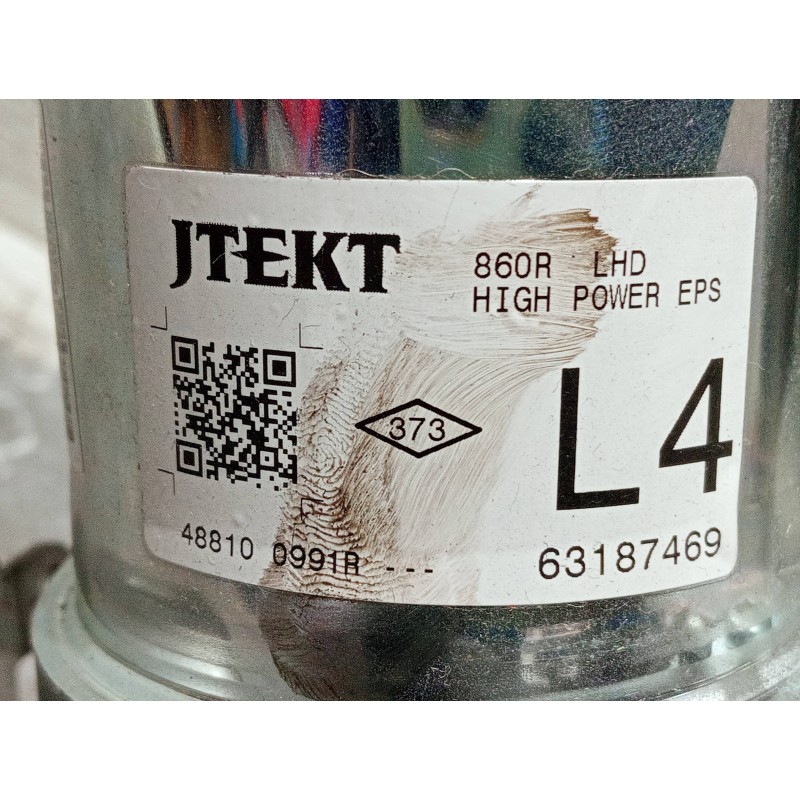 JTEKT
860R LHD
HIGH POWER EPS
373
L4
48810 0991R ---
63187469